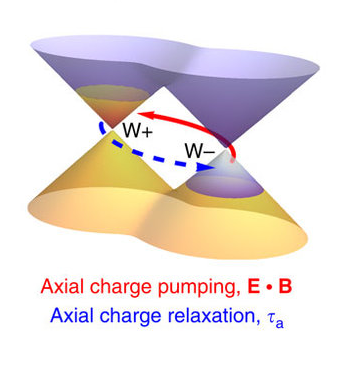 W+
W−
Axial charge pumping, E • B
Axial charge relaxation, τa